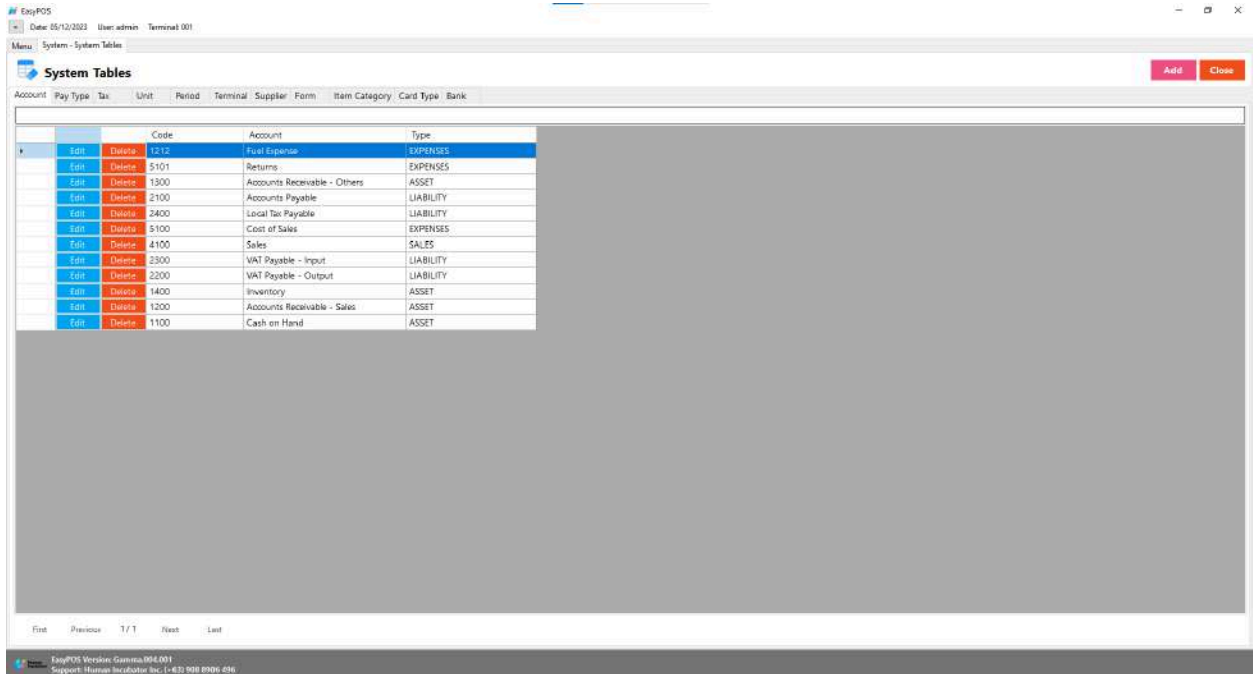 EasyPOS
Date: 05/12/2023 User: admin Terminal: 001
Menu System - System Tables
System Tables
Add Close
Account Pay Type Tax Unit Period Terminal Supplier Form Item Category Card Type Bank
Code Account Type
Edit Delete 1212 Fuel Expense EXPENSES
Edit Delete 5101 Returns EXPENSES
Edit Delete 1300 Accounts Receivable - Others ASSET
Edit Delete 2100 Accounts Payable LIABILITY
Edit Delete 2400 Local Tax Payable LIABILITY
Edit Delete 5100 Cost of Sales EXPENSES
Edit Delete 4100 Sales SALES
Edit Delete 2300 VAT Payable - Input LIABILITY
Edit Delete 2200 VAT Payable - Output LIABILITY
Edit Delete 1400 Inventory ASSET
Edit Delete 1200 Accounts Receivable - Sales ASSET
Edit Delete 1100 Cash on Hand ASSET
First Previous 1 / 1 Next Last
EasyPOS Version: Gamma.004.001
Support: Human Incubator Inc. (+63) 908 8906 496